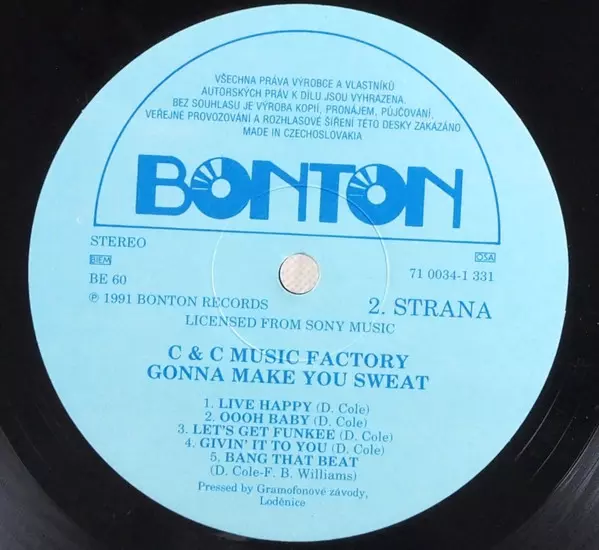 VŠECHNA PRÁVA VÝROBCE A VLASTNÍKŮ
AUTORSKÝCH PRÁV K DÍLU JSOU VYHRAZENA.
BEZ SOUHLASU JE VÝROBA KOPIÍ, PRONÁJEM, PŮJČOVÁNÍ,
VEŘEJNÉ PROVOZOVÁNÍ A ROZHLASOVÉ ŠÍŘENÍ TÉTO DESKY ZAKÁZÁNO
MADE IN CZECHOSLOVAKIA
BONTON
STEREO
BIEM
OSA
BE 60
71 0034-1 331
℗ 1991 BONTON RECORDS
2. STRANA
LICENSED FROM SONY MUSIC
C & C MUSIC FACTORY
GONNA MAKE YOU SWEAT
1. LIVE HAPPY (D. Cole)
2. OOOH BABY (D. Cole)
3. LET'S GET FUNKEE (D. Cole)
4. GIVIN' IT TO YOU (D. Cole)
5. BANG THAT BEAT
(D. Cole-F. B. Williams)
Pressed by Gramofonové závody,
Loděnice